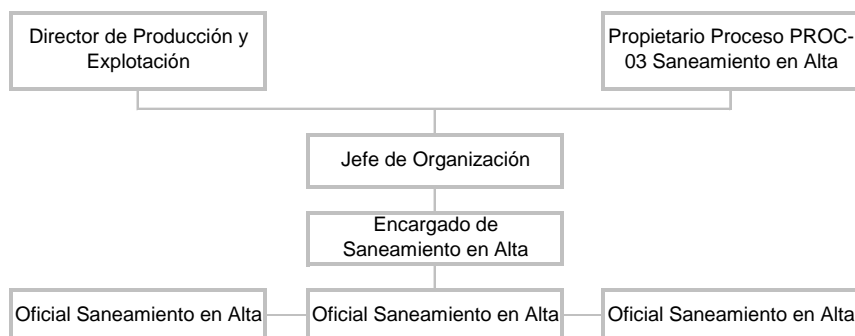 Director de Producción y
Explotación
Propietario Proceso PROC-
03 Saneamiento en Alta
Jefe de Organización
Encargado de
Saneamiento en Alta
Oficial Saneamiento en Alta
Oficial Saneamiento en Alta
Oficial Saneamiento en Alta